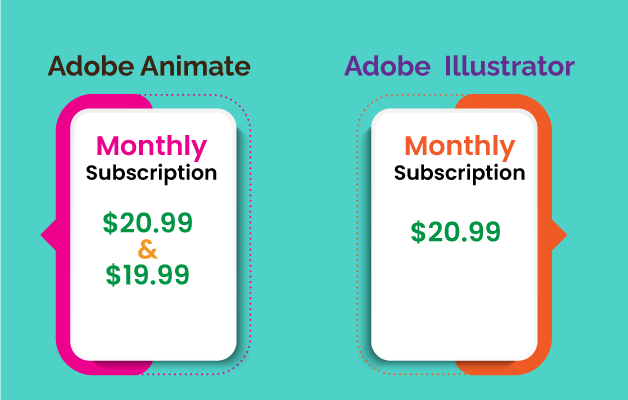 Adobe Animate
Monthly
Subscription
$20.99
&
$19.99
Adobe Illustrator
Monthly
Subscription
$20.99